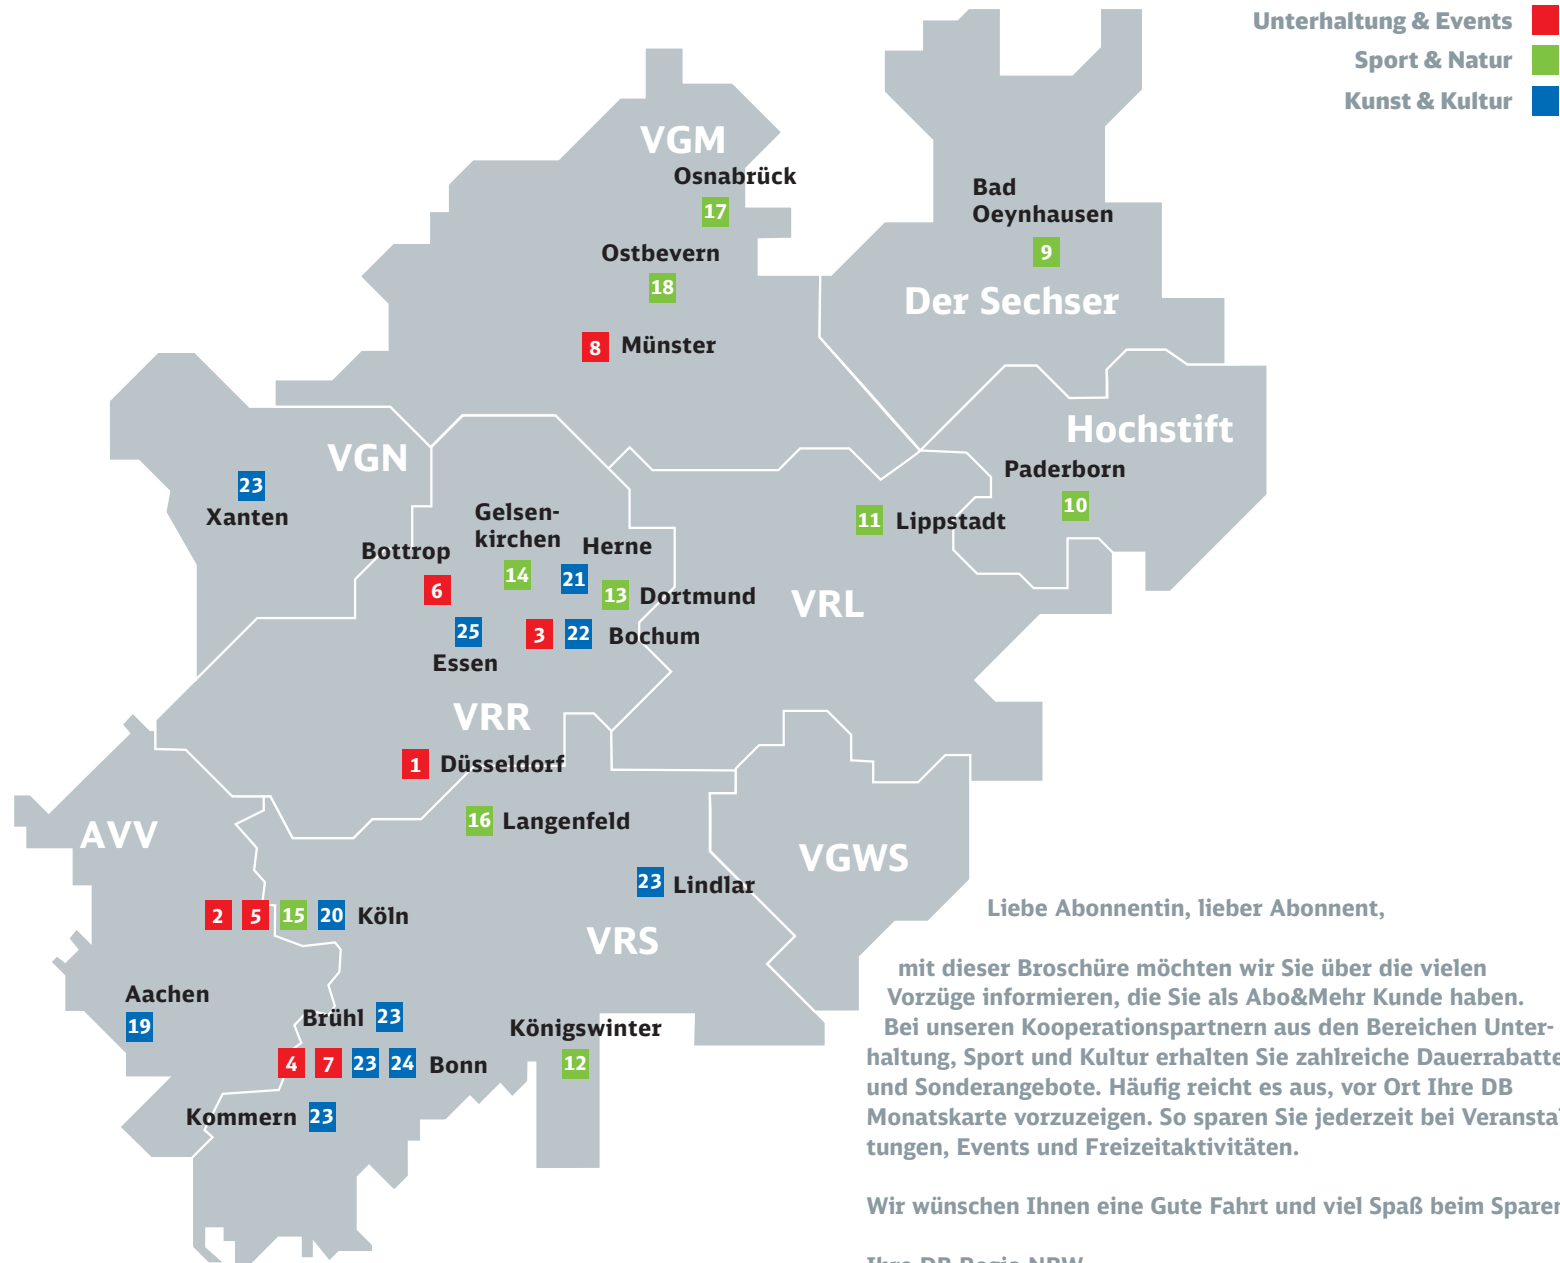 Unterhaltung & Events
Sport & Natur
Kunst & Kultur
VGM
Osnabrück
17
Bad
Oeynhausen
9
Ostbevern
18
Der Sechser
8 Münster
Hochstift
VGN
Paderborn
10
23
Xanten
Gelsen-
kirchen
14
11 Lippstadt
Herne
21
Bottrop
6
13 Dortmund
VRL
25
Essen
3 22 Bochum
VRR
1 Düsseldorf
16 Langenfeld
AVV
VGWS
23 Lindlar
2 5 15 20 Köln
VRS
Aachen
19
Brühl 23
Königswinter
12
4 7 23 24 Bonn
Kommern 23
Liebe Abonnentin, lieber Abonnent,
mit dieser Broschüre möchten wir Sie über die vielen
Vorzüge informieren, die Sie als Abo&Mehr Kunde haben.
Bei unseren Kooperationspartnern aus den Bereichen Unter-
haltung, Sport und Kultur erhalten Sie zahlreiche Dauerrabatte
und Sonderangebote. Häufig reicht es aus, vor Ort Ihre DB
Monatskarte vorzuzeigen. So sparen Sie jederzeit bei Veransta
tungen, Events und Freizeitaktivitäten.
Wir wünschen Ihnen eine Gute Fahrt und viel Spaß beim Sparen
Ihre DB Regio NRW